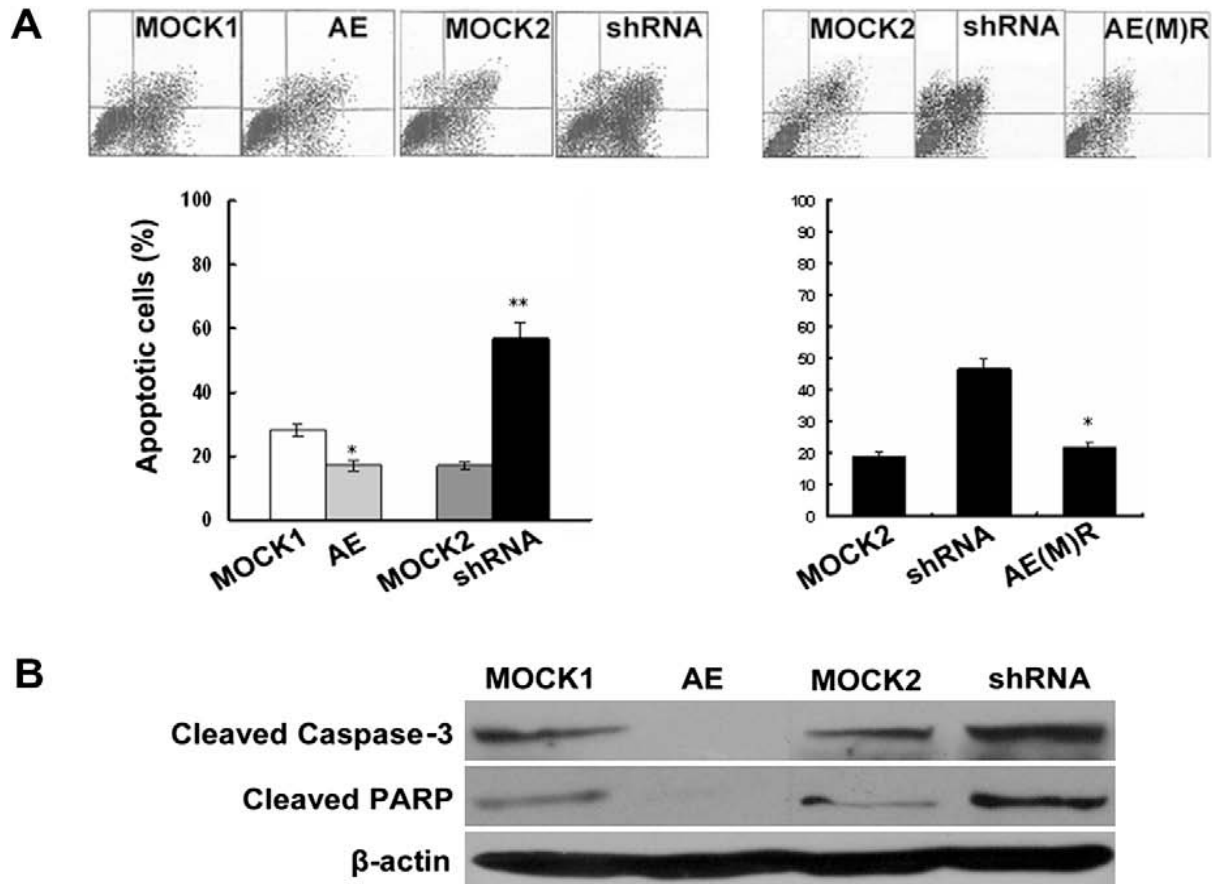 A
MOCK1 AE MOCK2 shRNA MOCK2 shRNA AE(M)R
Apoptotic cells (%)
100
80
60
40
20
0
*
**
MOCK1 AE MOCK2 shRNA
100
90
80
70
60
50
40
30
20
10
0
*
MOCK2 shRNA AE(M)R
B
MOCK1 AE MOCK2 shRNA
Cleaved Caspase-3
Cleaved PARP
β-actin